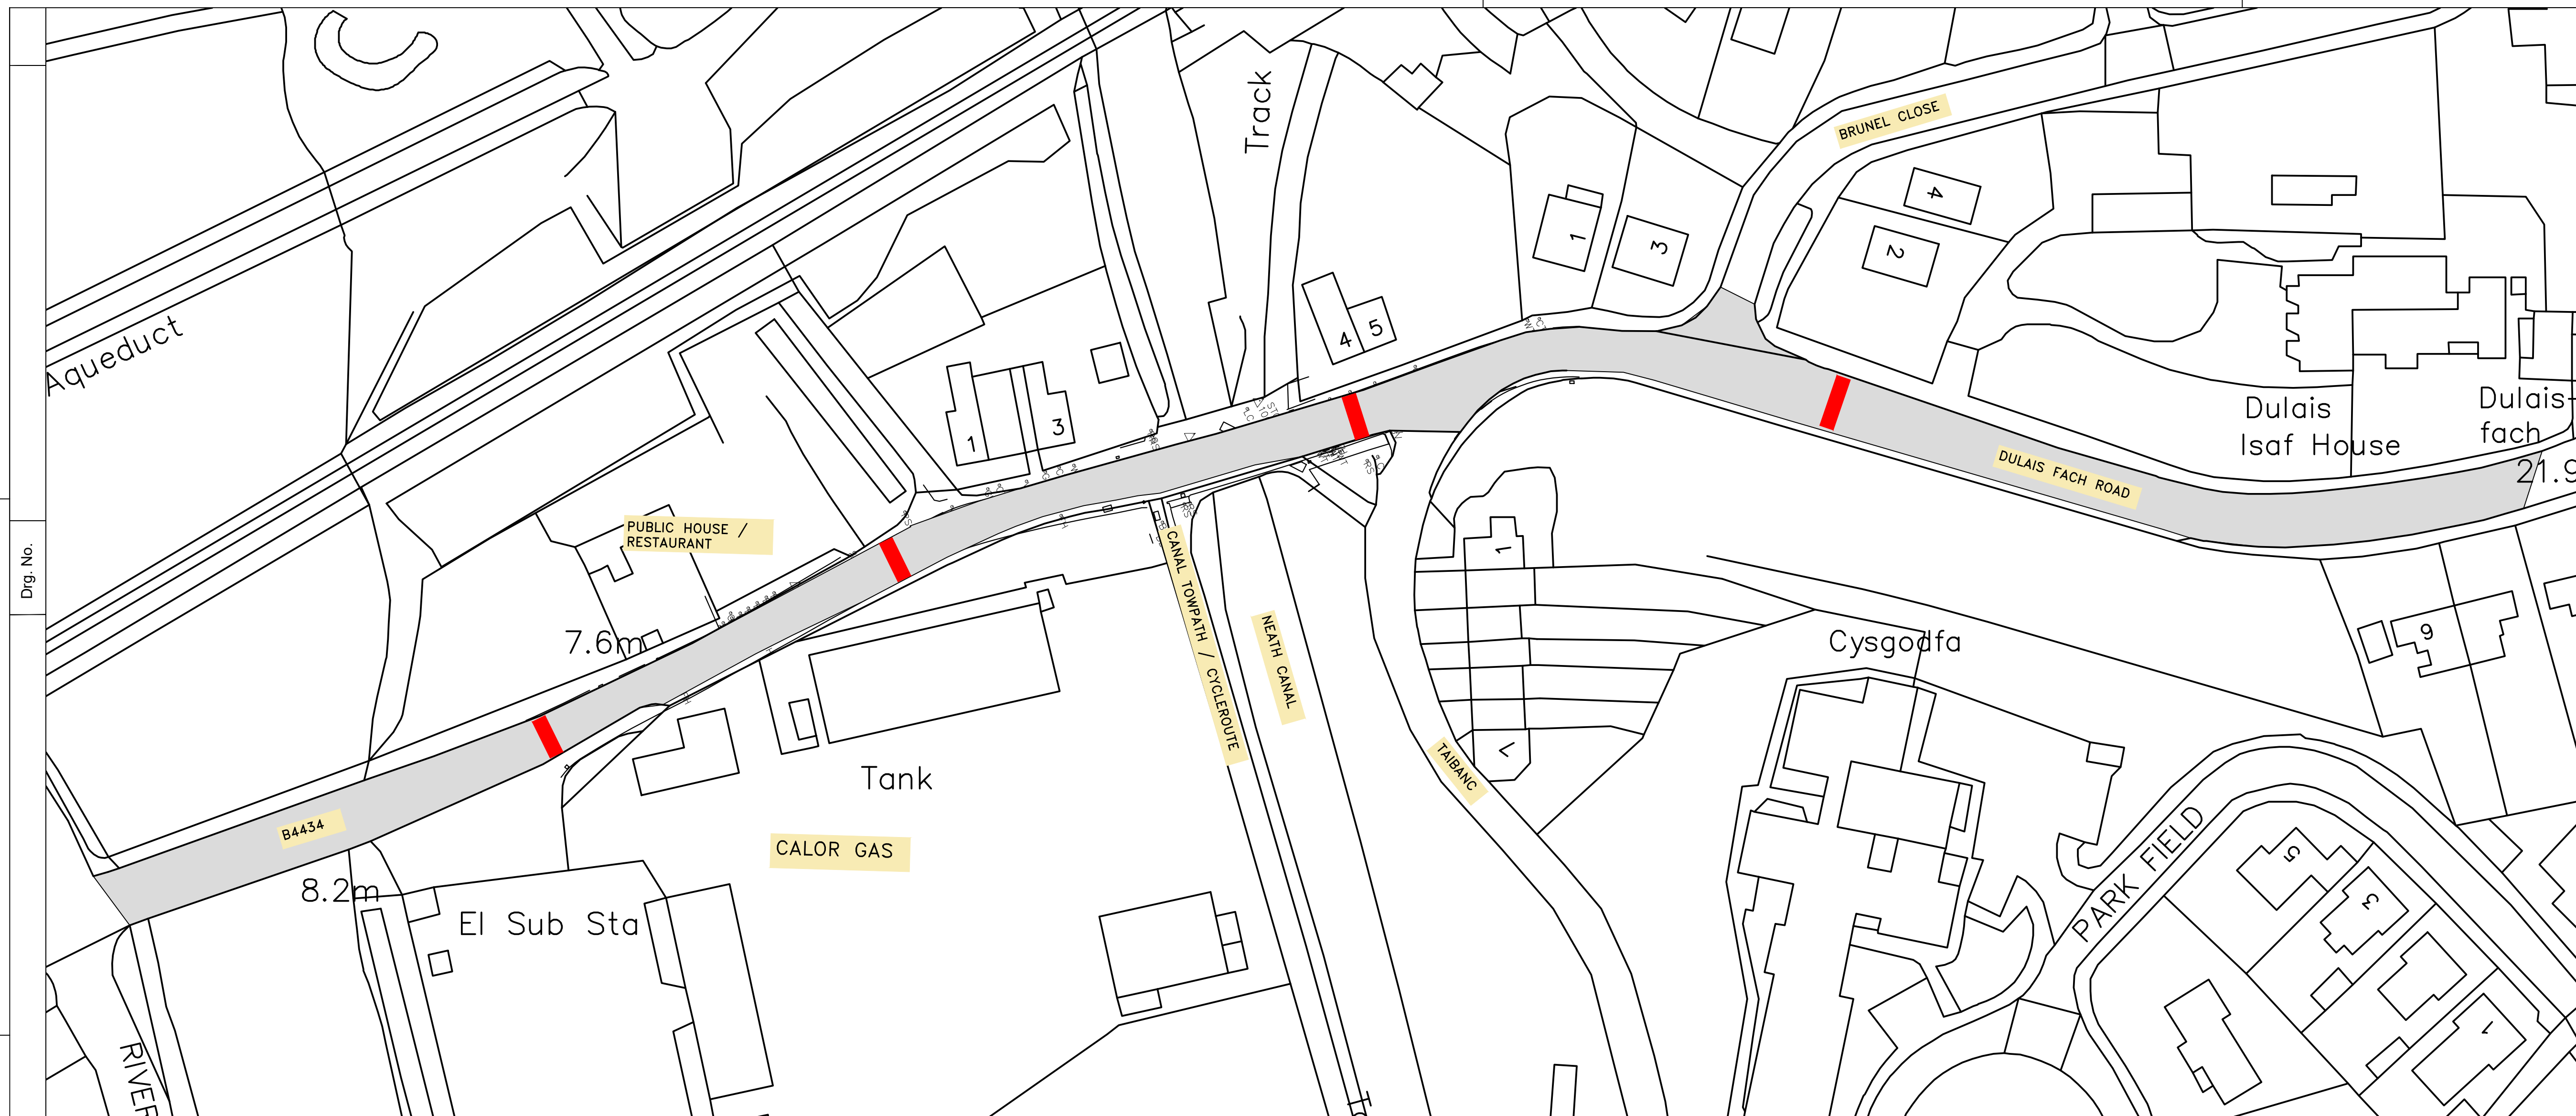 Track
BRUNEL CLOSE
4
2
1
3
Aqueduct
4
5
1
3
Dulais
Isaf House
Dulais-
fach
21.9
DULAIS FACH ROAD
PUBLIC HOUSE /
RESTAURANT
7.6m
CANAL TOWPATH / CYCLEROUTE
NEATH CANAL
1
7
TAIBANC
Cysgodfa
9
Drg. No.
Tank
B4434
CALOR GAS
8.2m
El Sub Sta
PARK FIELD
5
3
1
RIVER